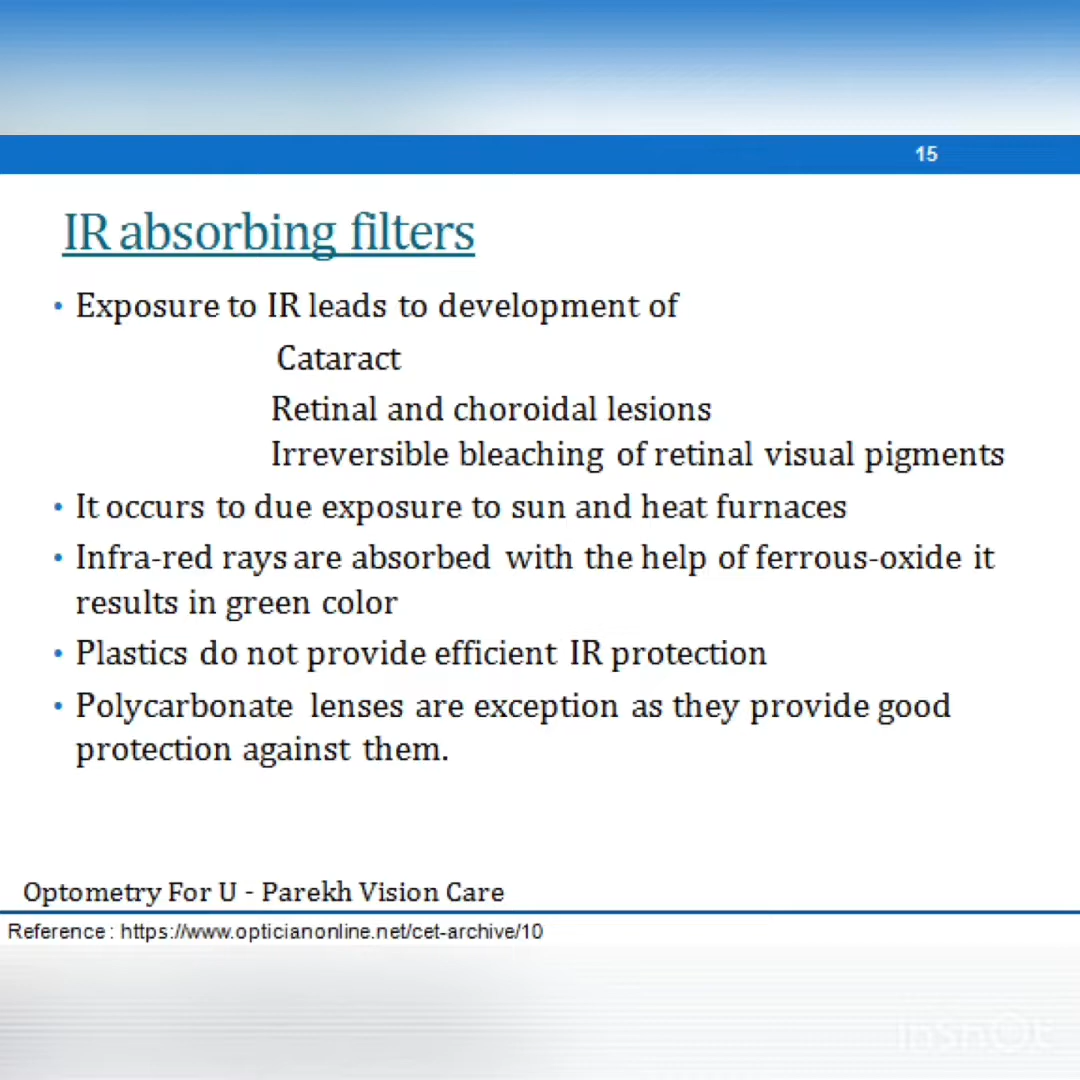 15
IR absorbing filters
• Exposure to IR leads to development of
Cataract
Retinal and choroidal lesions
Irreversible bleaching of retinal visual pigments
• It occurs to due exposure to sun and heat furnaces
• Infra-red rays are absorbed with the help of ferrous-oxide it
results in green color
• Plastics do not provide efficient IR protection
• Polycarbonate lenses are exception as they provide good
protection against them.
Optometry For U - Parekh Vision Care
Reference : https://www.opticianonline.net/cet-archive/10
InShOt